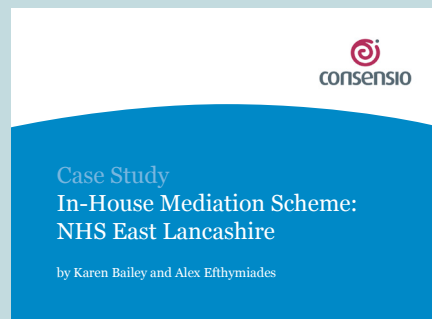 consensio
Case Study
In-House Mediation Scheme:
NHS East Lancashire
by Karen Bailey and Alex Efthymiades